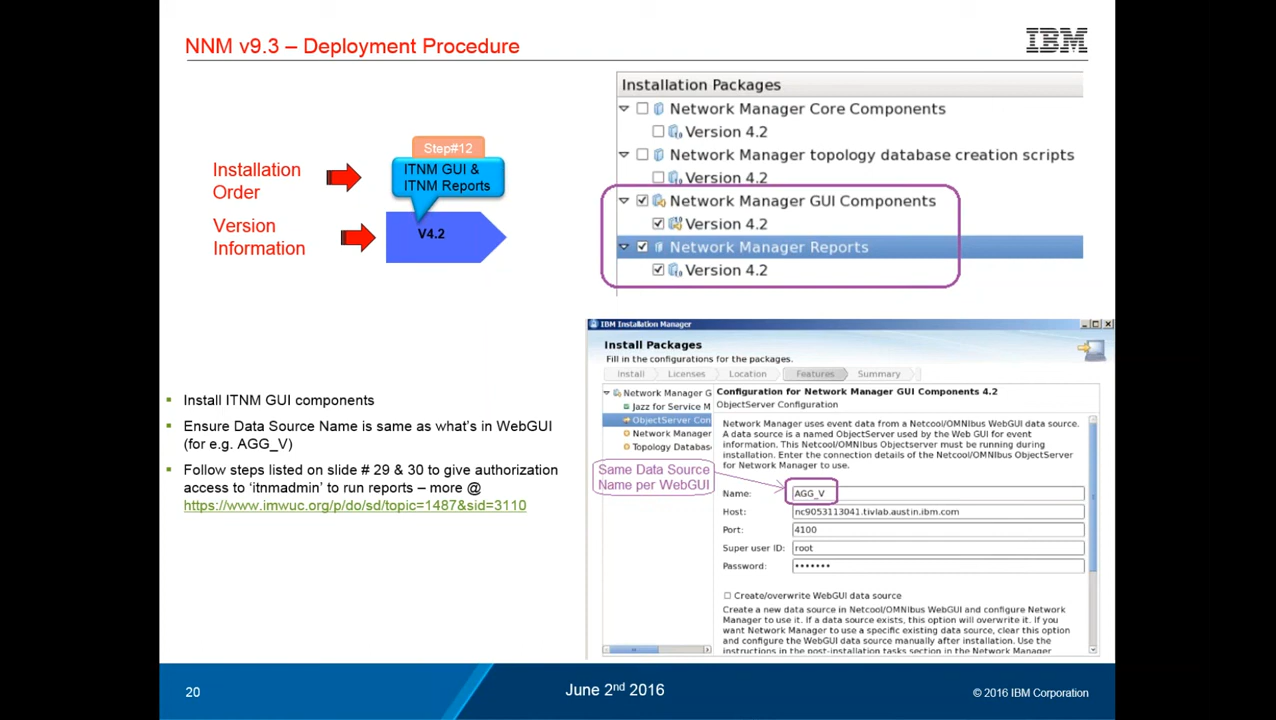 NNM v9.3 – Deployment Procedure
IBM
Installation
Order
Version
Information
Step#12
ITNM GUI &
ITNM Reports
V4.2
Installation Packages
Network Manager Core Components
Version 4.2
Network Manager topology database creation scripts
Version 4.2
Network Manager GUI Components
Version 4.2
Network Manager Reports
Version 4.2
Install ITNM GUI components
Ensure Data Source Name is same as what's in WebGUI
(for e.g. AGG_V)
Follow steps listed on slide # 29 & 30 to give authorization
access to 'itnmadmin' to run reports – more @
https://www.imwuc.org/p/do/sd/topic=1487&sid=3110
IBM Installation Manager
Install Packages
Fill in the configurations for the packages.
Install Licenses Location Features Summary
Network Manager G
Jazz for Service M
ObjectServer Con
Network Manager
Topology Databas
Same Data Source
Name per WebGUI
Configuration for Network Manager GUI Components 4.2
ObjectServer Configuration
Network Manager uses event data from a Netcool/OMNIbus WebGUI data source.
A data source is a named ObjectServer used by the Web GUI for event
information. This Netcool/OMNIbus ObjectServer must be running during
installation. Enter the connection details of the Netcool/OMNIbus ObjectServer
for Network Manager to use.
Name: AGG_V
Host: nc9053113041.tivlab.austin.ibm.com
Port: 4100
Super user ID: root
Password: •••••••
Create/overwrite WebGUI data source
Create a new data source in Netcool/OMNIbus WebGUI and configure Network
Manager to use it. If a data source exists, this option will overwrite it. If you
want Network Manager to use a specific existing data source, clear this option
and configure the WebGUI data source manually after installation. Use the
instructions in the post-installation tasks section in the Network Manager
20
June 2nd 2016
© 2016 IBM Corporation